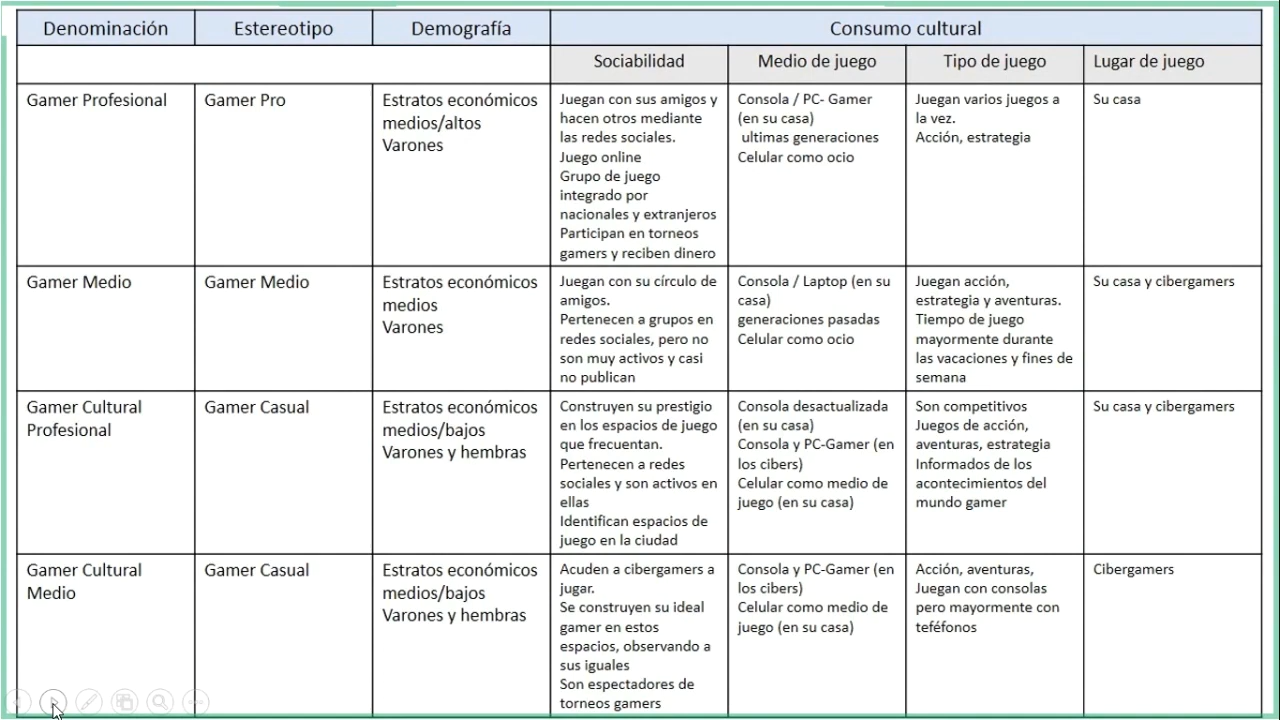 Denominación
Estereotipo
Demografía
Consumo cultural
Sociabilidad
Medio de juego
Tipo de juego
Lugar de juego
Gamer Profesional
Gamer Pro
Estratos económicos
medios/altos
Varones
Juegan con sus amigos y
hacen otros mediante
las redes sociales.
Juego online
Grupo de juego
integrado por
nacionales y extranjeros
Participan en torneos
gamers y reciben dinero
Consola / PC- Gamer
(en su casa)
ultimas generaciones
Celular como ocio
Juegan varios juegos a
la vez.
Acción, estrategia
Su casa
Gamer Medio
Gamer Medio
Estratos económicos
medios
Varones
Juegan con su círculo de
amigos.
Pertenecen a grupos en
redes sociales, pero no
son muy activos y casi
no publican
Consola / Laptop (en su
casa)
generaciones pasadas
Celular como ocio
Juegan acción,
estrategia y aventuras.
Tiempo de juego
mayormente durante
las vacaciones y fines de
semana
Su casa y cibergamers
Gamer Cultural
Profesional
Gamer Casual
Estratos económicos
medios/bajos
Varones y hembras
Construyen su prestigio
en los espacios de juego
que frecuentan.
Pertenecen a redes
sociales y son activos en
ellas
Identifican espacios de
juego en la ciudad
Consola desactualizada
(en su casa)
Consola y PC-Gamer (en
los cibers)
Celular como medio de
juego (en su casa)
Son competitivos
Juegos de acción,
aventuras, estrategia
Informados de los
acontecimientos del
mundo gamer
Su casa y cibergamers
Gamer Cultural
Medio
Gamer Casual
Estratos económicos
medios/bajos
Varones y hembras
Acuden a cibergamers a
jugar.
Se construyen su ideal
gamer en estos
espacios, observando a
sus iguales
Son espectadores de
torneos gamers
Consola y PC-Gamer (en
los cibers)
Celular como medio de
juego (en su casa)
Acción, aventuras,
Juegan con consolas
pero mayormente con
teféfonos
Cibergamers